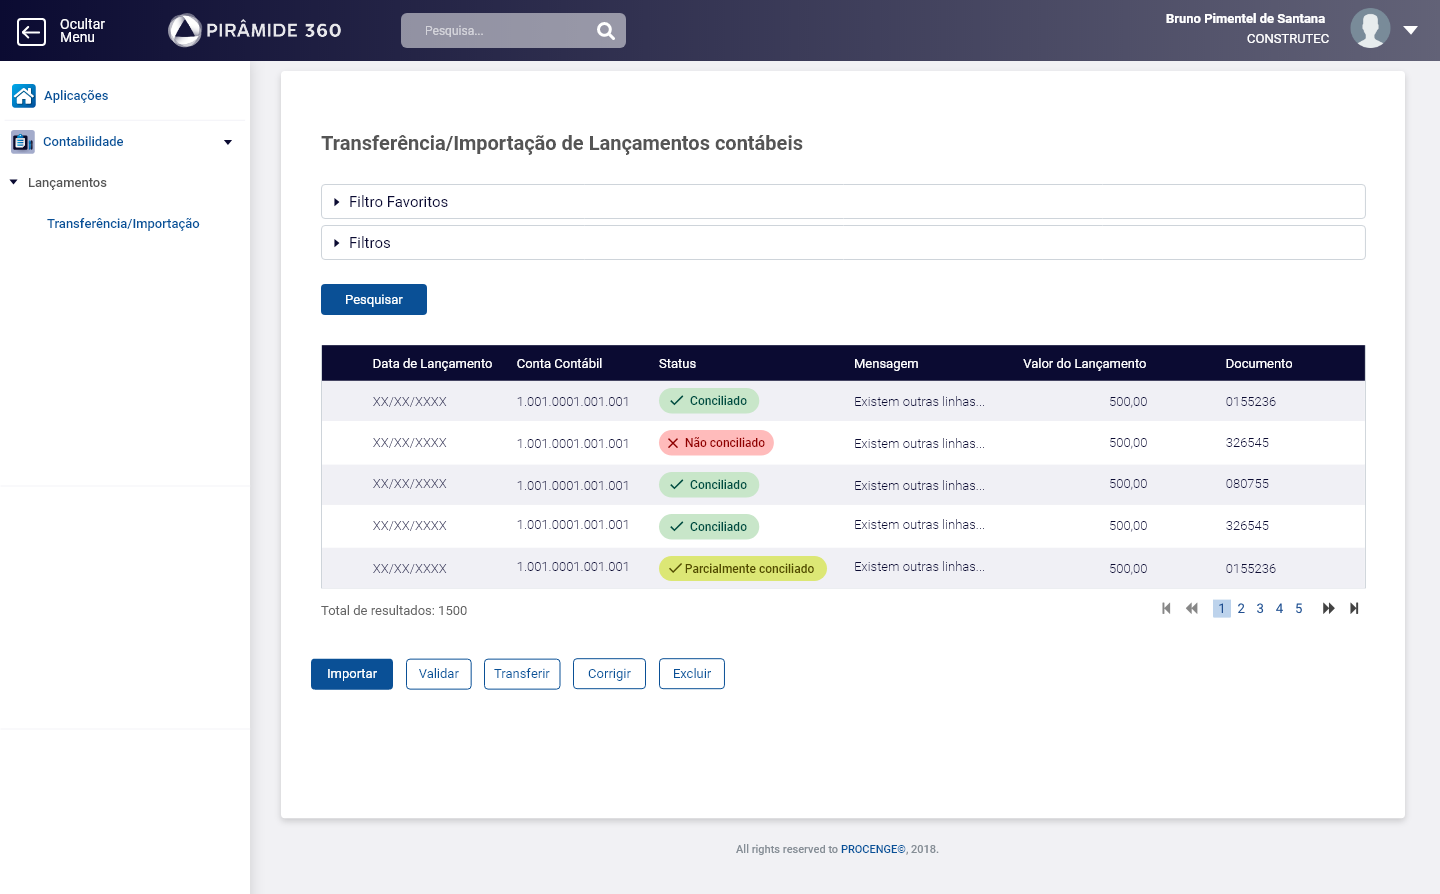 Ocultar
Menu
PIRÂMIDE 360
Pesquisa...
Bruno Pimentel de Santana
CONSTRUTEC
Aplicações
Contabilidade
Lançamentos
Transferência/Importação
Transferência/Importação de Lançamentos contábeis
Filtro Favoritos
Filtros
Pesquisar
Data de Lançamento Conta Contábil Status Mensagem Valor do Lançamento Documento
XX/XX/XXXX 1.001.0001.001.001 Conciliado Existem outras linhas... 500,00 0155236
XX/XX/XXXX 1.001.0001.001.001 Não conciliado Existem outras linhas... 500,00 326545
XX/XX/XXXX 1.001.0001.001.001 Conciliado Existem outras linhas... 500,00 080755
XX/XX/XXXX 1.001.0001.001.001 Conciliado Existem outras linhas... 500,00 326545
XX/XX/XXXX 1.001.0001.001.001 Parcialmente conciliado Existem outras linhas... 500,00 0155236
Total de resultados: 1500
1 2 3 4 5
Importar Validar Transferir Corrigir Excluir
All rights reserved to PROCENGE©, 2018.